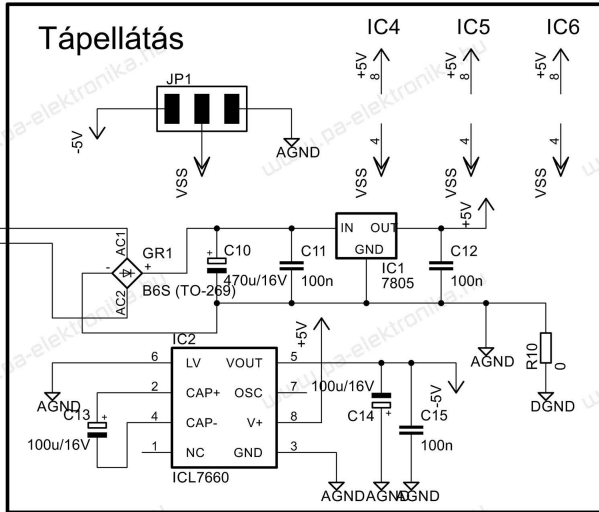 Tápellátás
IC4
IC5
IC6
JP1
-5V
VSS
AGND
+5V
8
4
VSS
+5V
8
4
VSS
+5V
8
4
VSS
AC1
GR1
-
+
AC2
B6S (TO-269)
+
C10
470u/16V
C11
100n
IN
OUT
GND
IC1
7805
+5V
C12
100n
AGND
R10
0
DGND
IC2
6
LV
VOUT
5
2
CAP+
OSC
7
4
CAP-
V+
8
1
NC
GND
3
ICL7660
AGND
C13
+
100u/16V
+5V
100u/16V
C14
+
C15
100n
-5V
AGND
AGND
AGND
www.pa-elektronika.hu